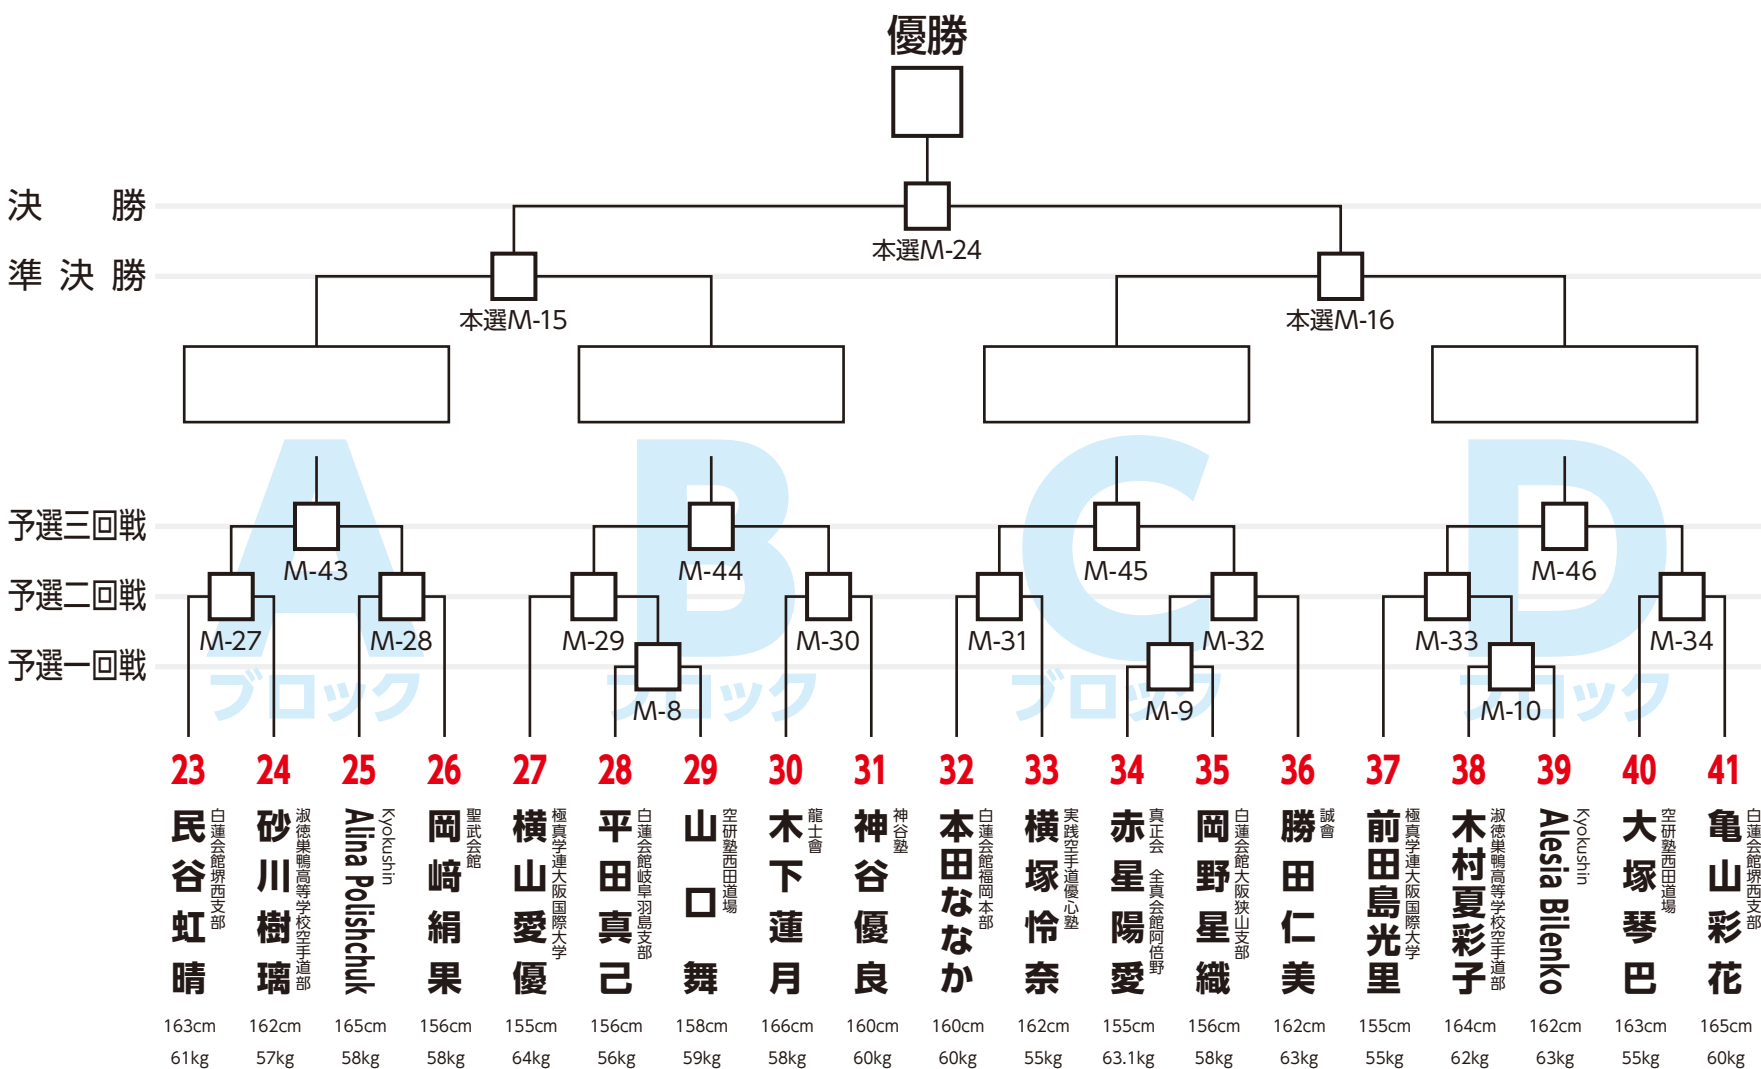 優勝
決勝
本選M-24
準決勝
本選M-15
本選M-16
A
B
C
D
予選三回戦
M-43
M-44
M-45
M-46
予選二回戦
M-27
M-28
M-29
M-30
M-31
M-32
M-33
M-34
予選一回戦
M-8
M-9
M-10
ブロック
ブロック
ブロック
ブロック
23
民谷虹晴
白蓮会館堺西支部
163cm
61kg
24
砂川樹璃
淑徳巣鴨高等学校空手道部
162cm
57kg
25
Alina Polishchuk
Kyokushin
165cm
58kg
26
岡﨑絹果
聖武会館
156cm
58kg
27
横山愛優
極真学連大阪国際大学
155cm
64kg
28
平田真己
白蓮会館岐阜羽島支部
156cm
56kg
29
山口舞
空研塾西田道場
158cm
59kg
30
木下蓮月
龍士會
166cm
58kg
31
神谷優良
神谷塾
160cm
60kg
32
本田ななか
白蓮会館福岡本部
160cm
60kg
33
横塚怜奈
実践空手道優心塾
162cm
55kg
34
赤星陽愛
真正会 全真会館阿倍野
155cm
63.1kg
35
岡野星織
白蓮会館大阪狭山支部
156cm
58kg
36
勝田仁美
誠會
162cm
63kg
37
前田島光里
極真学連大阪国際大学
155cm
55kg
38
木村夏彩子
淑徳巣鴨高等学校空手道部
164cm
62kg
39
Alesia Bilenko
Kyokushin
162cm
63kg
40
大塚琴巴
空研塾西田道場
163cm
55kg
41
亀山彩花
白蓮会館堺西支部
165cm
60kg